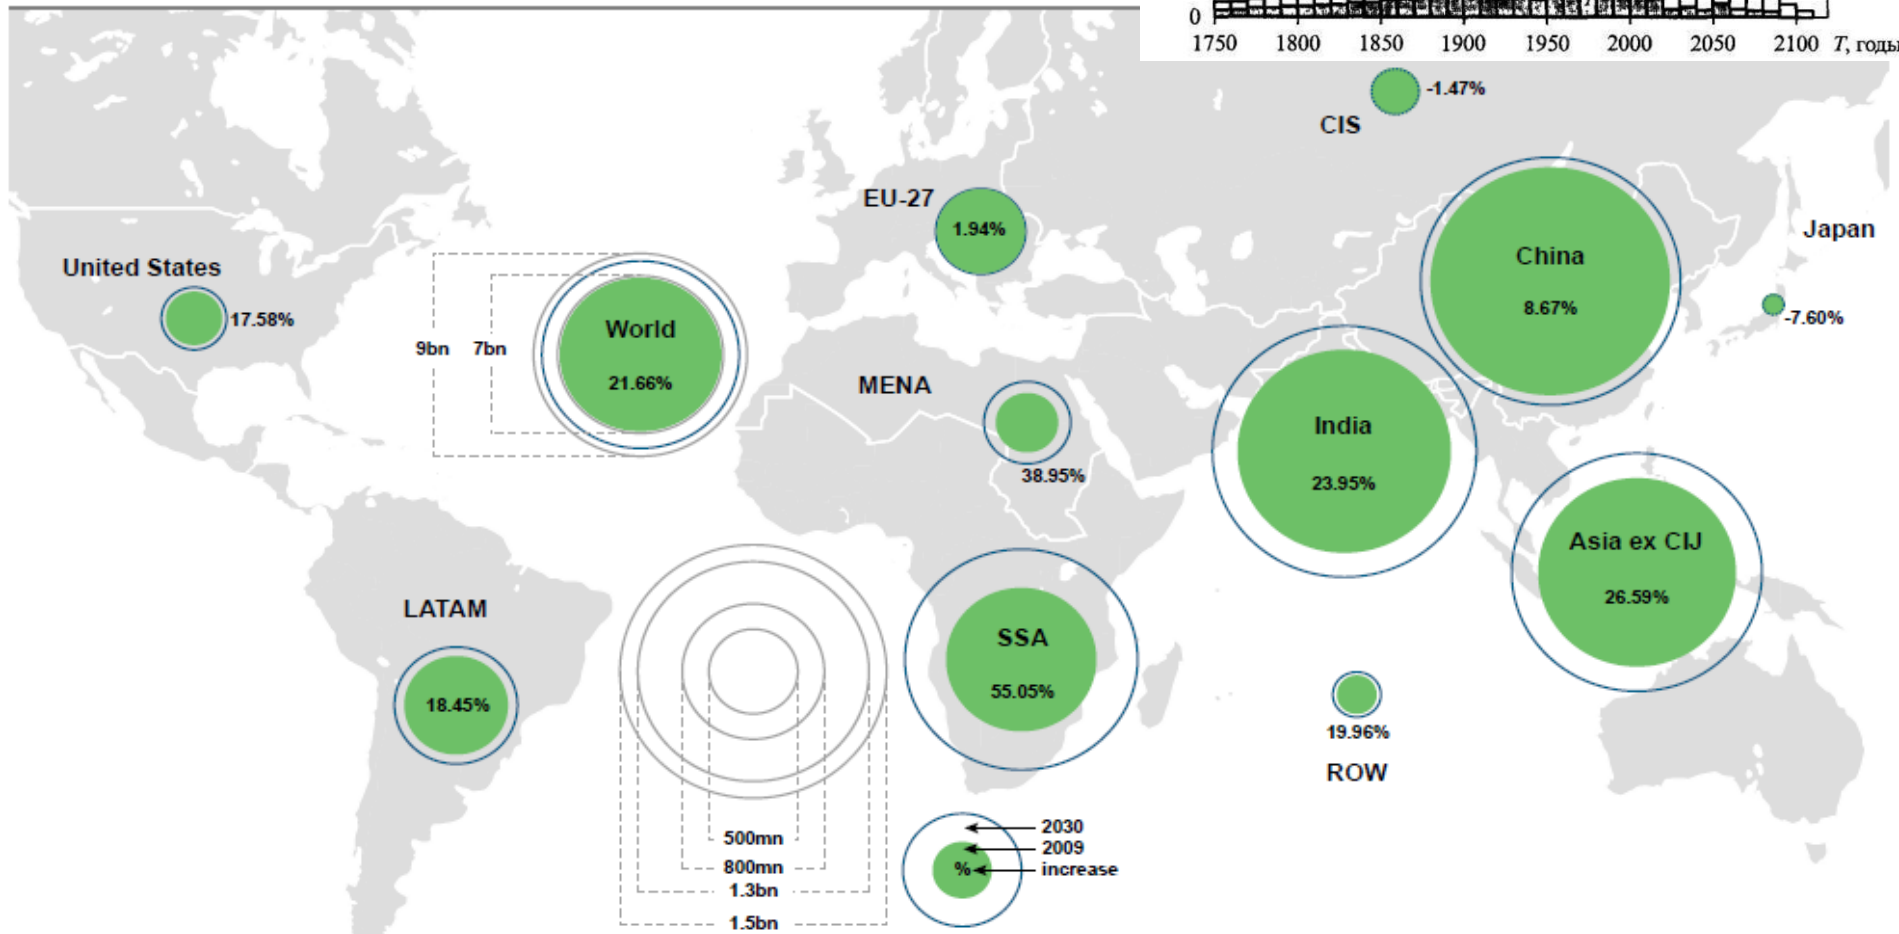 0
1750 1800 1850 1900 1950 2000 2050 2100 T, годы
-1.47%
CIS
EU-27
1.94%
Japan
-7.60%
China
8.67%
United States
17.58%
World
21.66%
9bn 7bn
MENA
38.95%
India
23.95%
Asia ex CIJ
26.59%
LATAM
18.45%
SSA
55.05%
19.96%
ROW
500mn
800mn
1.3bn
1.5bn
2030
2009
% increase